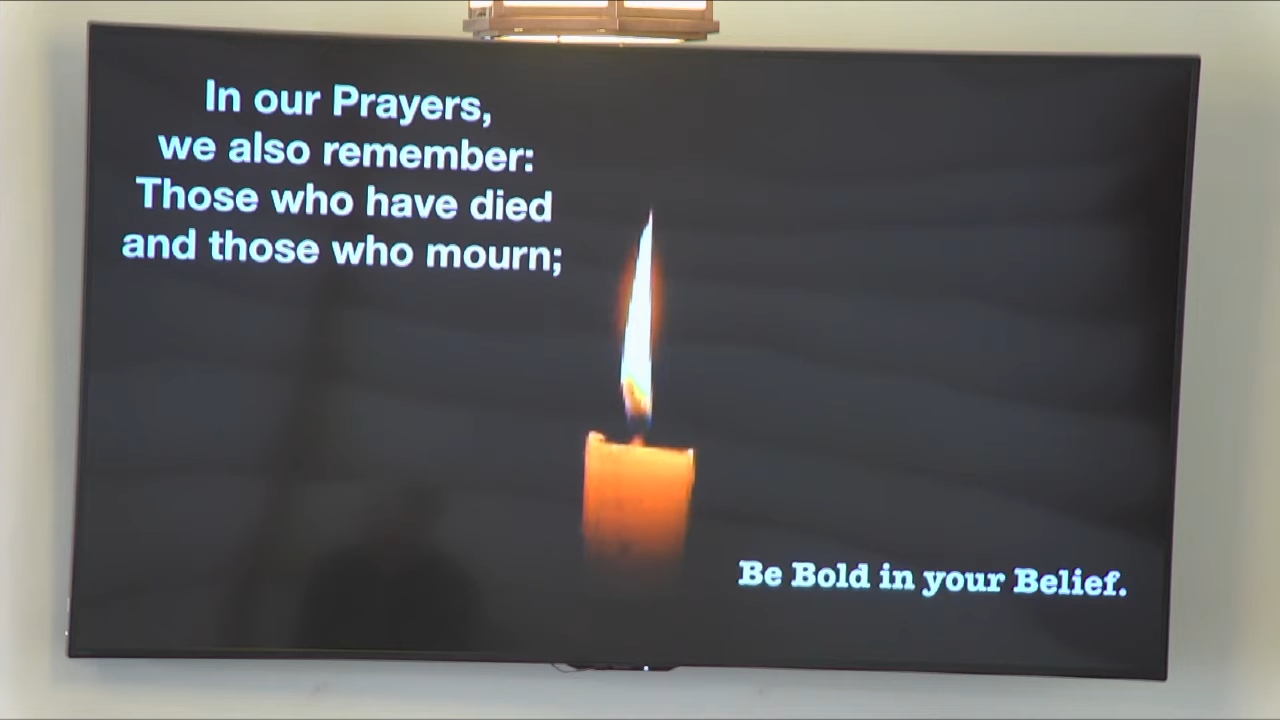 In our Prayers,
we also remember:
Those who have died
and those who mourn;
Be Bold in your Belief.